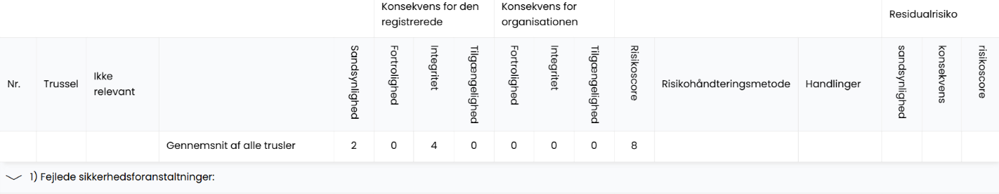 Konsekvens for den
registrerede
Konsekvens for
organisationen
Residualrisiko
Nr.
Trussel
Ikke
relevant
Sandsynlighed
Fortrolighed
Integritet
Tilgængelighed
Fortrolighed
Integritet
Tilgængelighed
Risikoscore
Risikohåndteringsmetode
Handlinger
sandsynlighed
konsekvens
risikoscore
Gennemsnit af alle trusler 2 0 4 0 0 0 0 8
1) Fejlede sikkerhedsforanstaltninger: